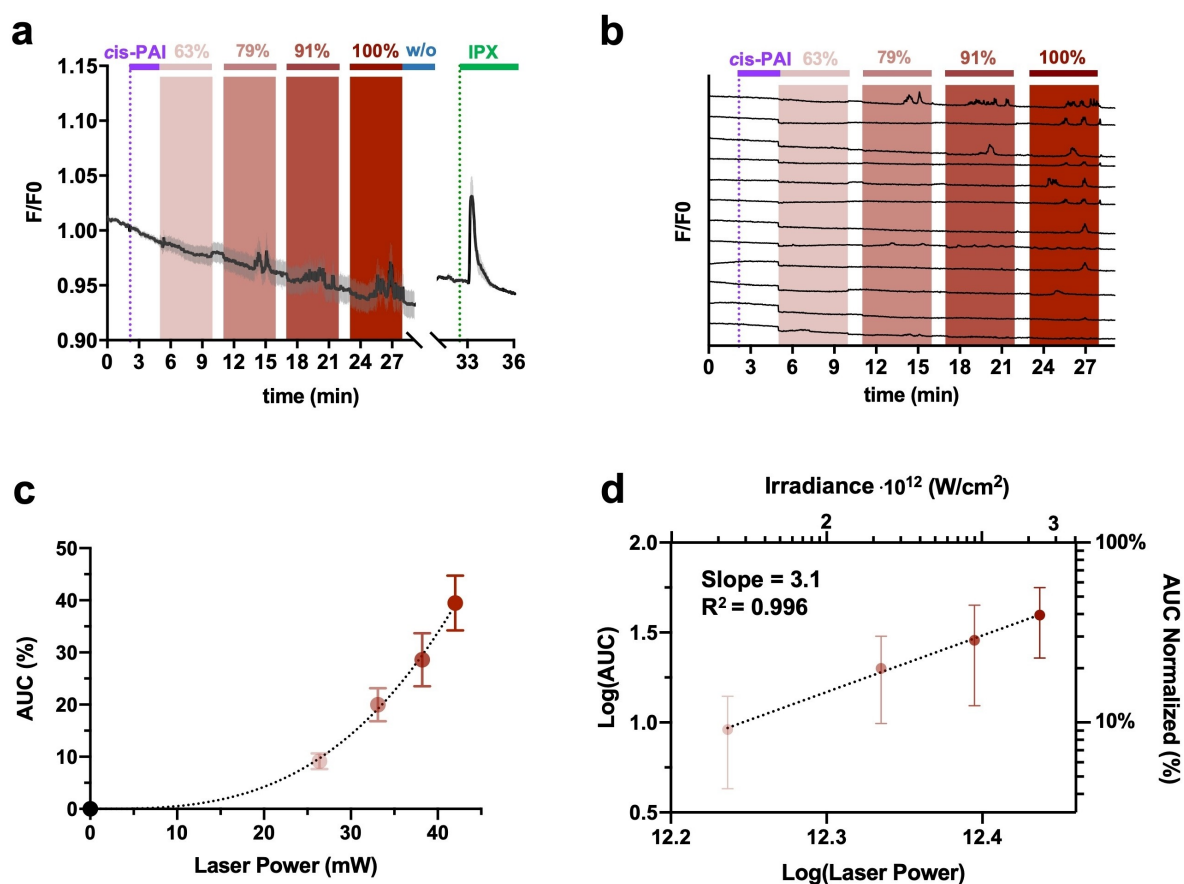 a
cis-PAI 63% 79% 91% 100% w/o IPX
1.15
1.10
1.05
1.00
0.95
0.90
F/F0
0 3 6 9 12 15 18 21 24 27 33 36
time (min)
b
cis-PAI 63% 79% 91% 100%
F/F0
0 3 6 9 12 15 18 21 24 27
time (min)
c
50
40
30
20
10
0
AUC (%)
0 10 20 30 40
Laser Power (mW)
d
Irradiance ·10¹² (W/cm²)
2 3
2.0
1.5
1.0
0.5
Log(AUC)
Slope = 3.1
R² = 0.996
100%
10%
AUC Normalized (%)
12.2 12.3 12.4
Log(Laser Power)